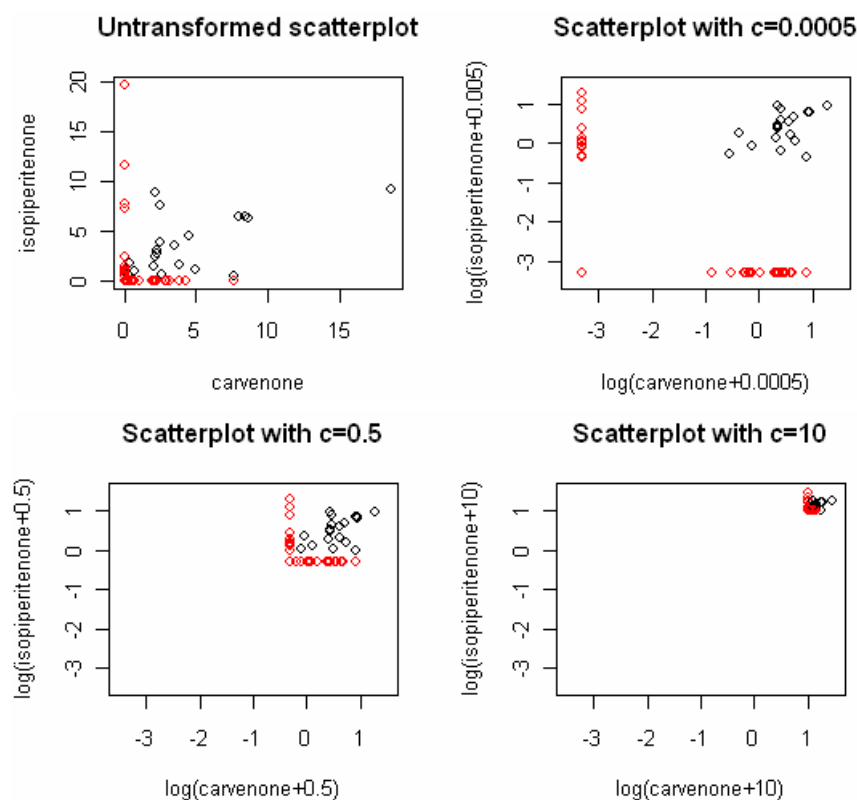 Untransformed scatterplot
20
15
10
5
0
isopiperitenone
0 5 10 15
carvenone
Scatterplot with c=0.0005
1
0
-1
-2
-3
log(isopiperitenone+0.005)
-3 -2 -1 0 1
log(carvenone+0.0005)
Scatterplot with c=0.5
1
0
-1
-2
-3
log(isopiperitenone+0.5)
-3 -2 -1 0 1
log(carvenone+0.5)
Scatterplot with c=10
1
0
-1
-2
-3
log(isopiperitenone+10)
-3 -2 -1 0 1
log(carvenone+10)